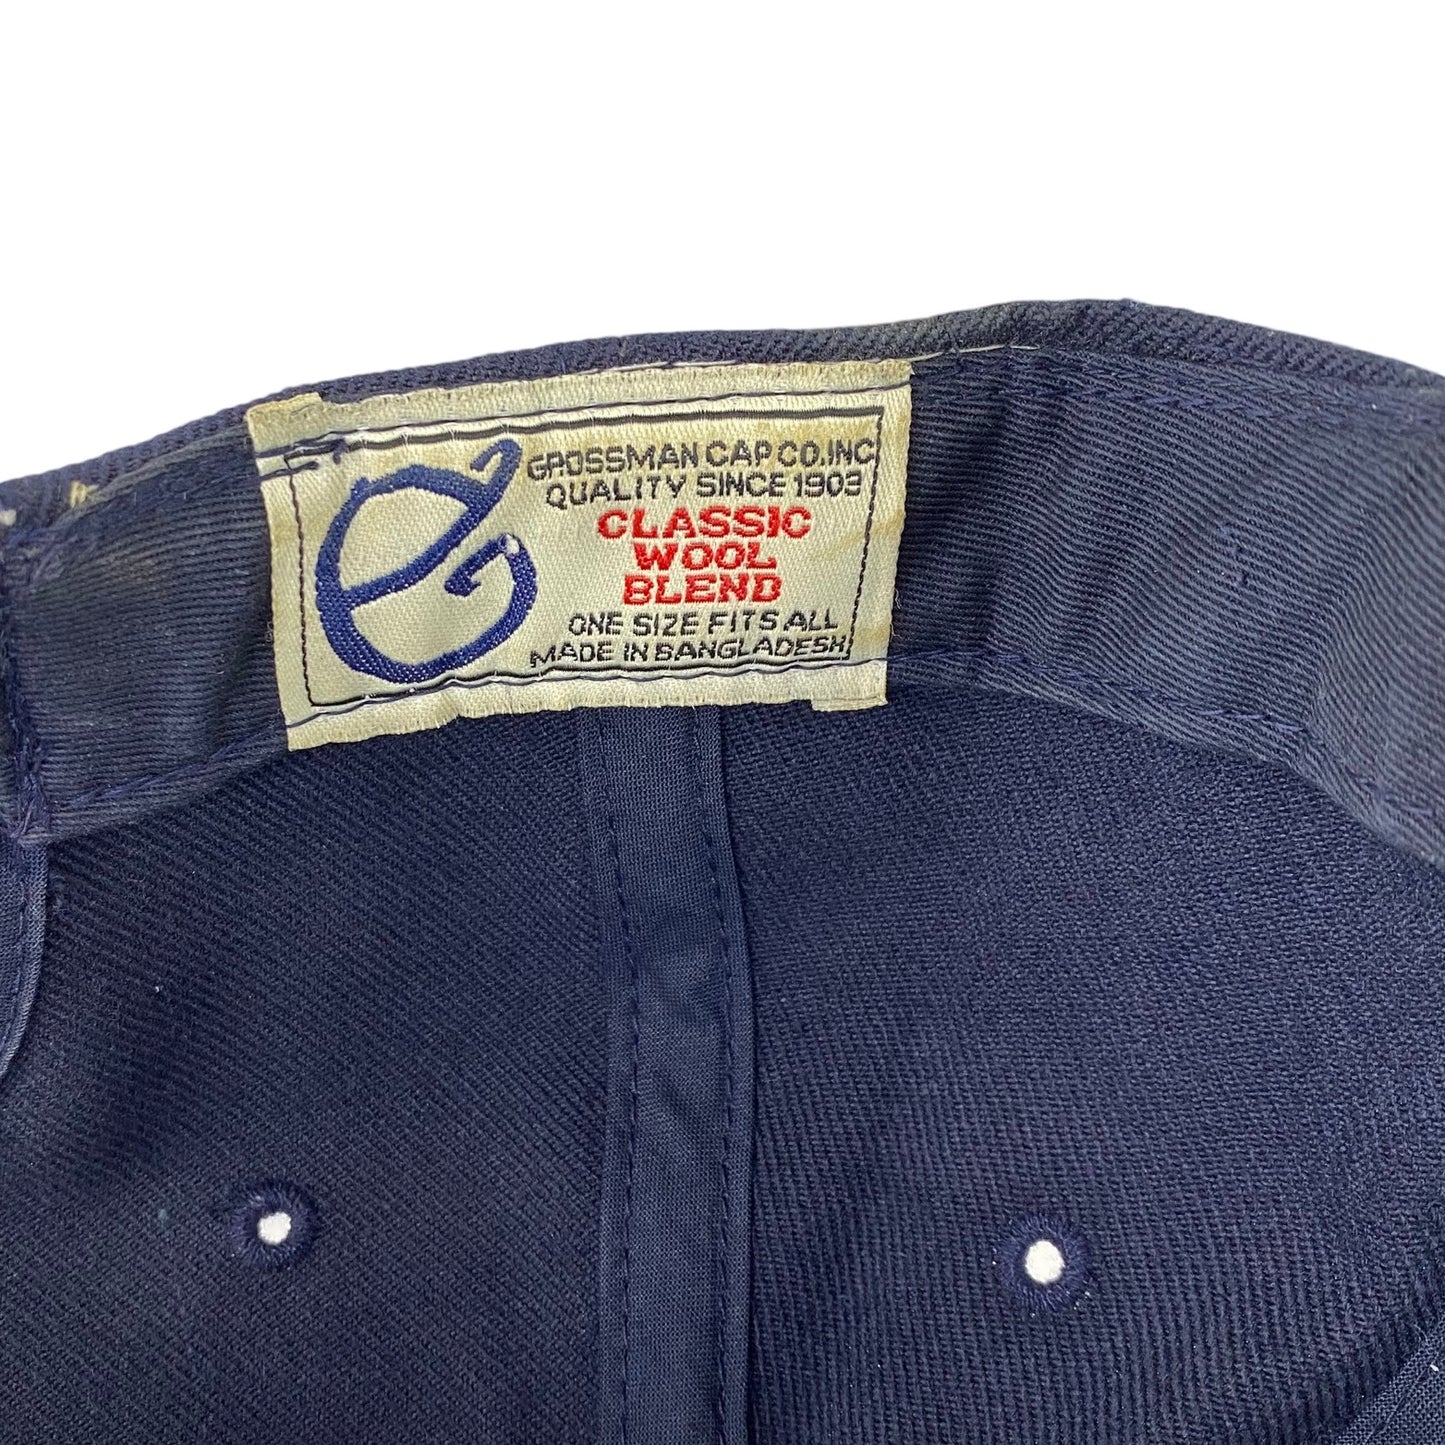 GROSSMAN CAP CO. INC
QUALITY SINCE 1903
CLASSIC
WOOL
BLEND
ONE SIZE FITS ALL
MADE IN BANGLADESH